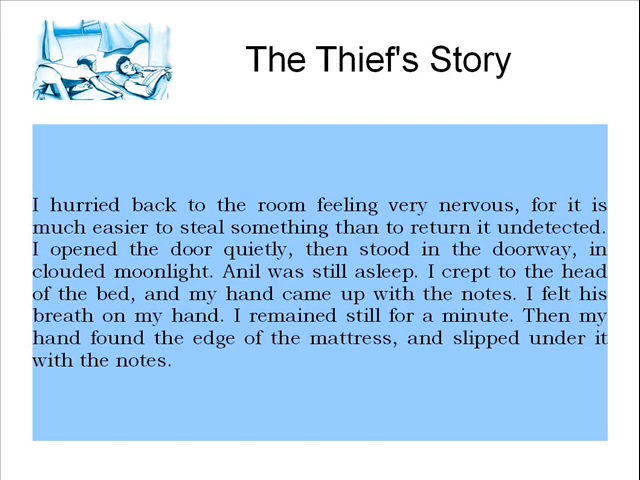 The Thief's Story
I hurried back to the room feeling very nervous, for it is
much easier to steal something than to return it undetected.
I opened the door quietly, then stood in the doorway, in
clouded moonlight. Anil was still asleep. I crept to the head
of the bed, and my hand came up with the notes. I felt his
breath on my hand. I remained still for a minute. Then my
hand found the edge of the mattress, and slipped under it
with the notes.